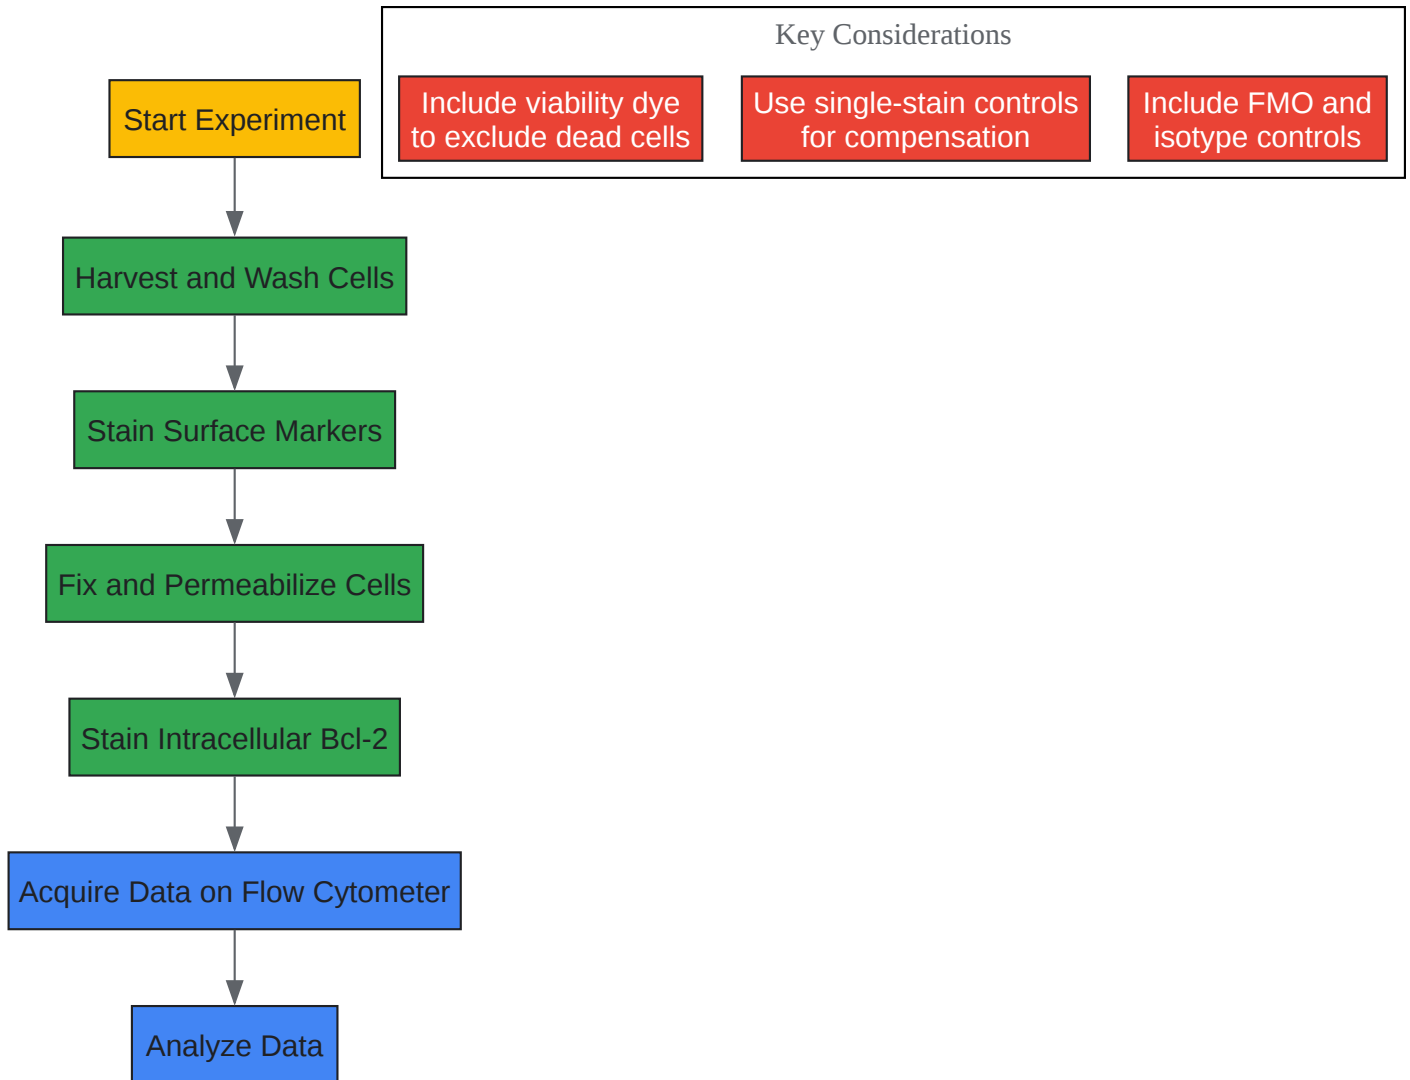 Key Considerations
Include viability dye
to exclude dead cells
Use single-stain controls
for compensation
Include FMO and
isotype controls
Start Experiment
Harvest and Wash Cells
Stain Surface Markers
Fix and Permeabilize Cells
Stain Intracellular Bcl-2
Acquire Data on Flow Cytometer
Analyze Data